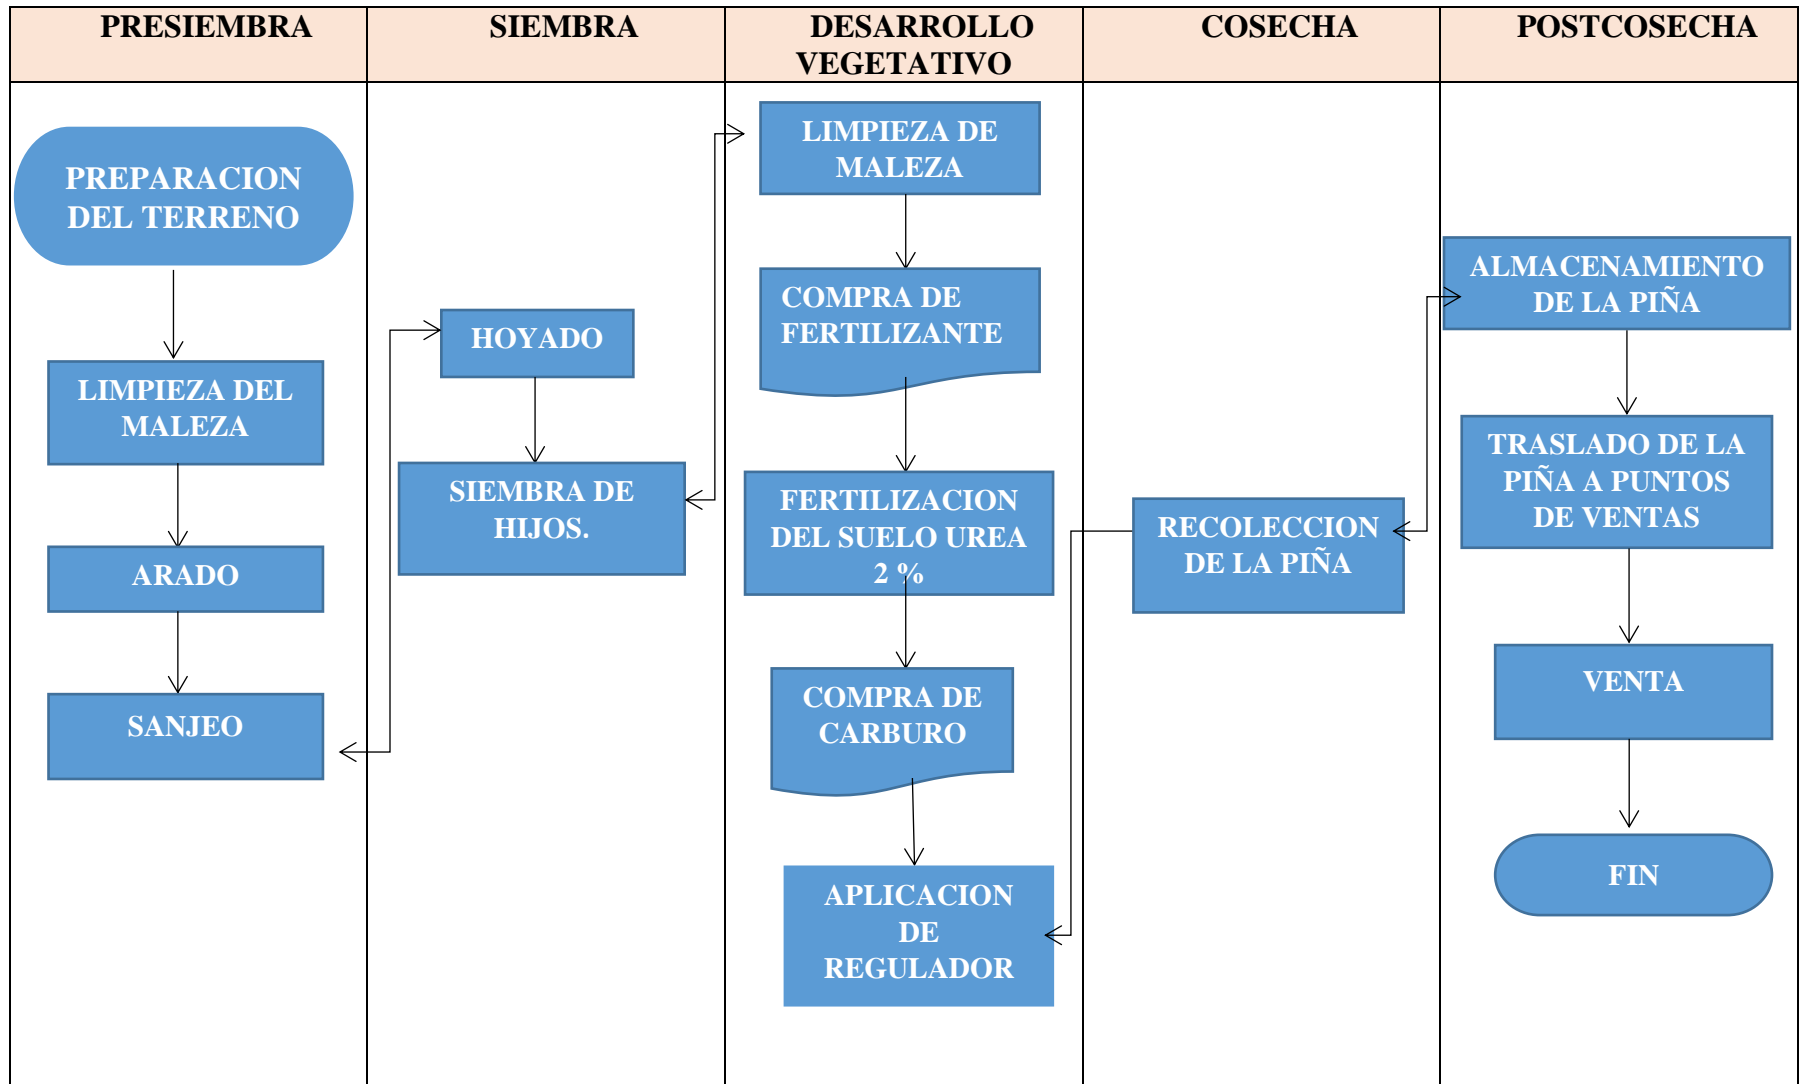 PRESIEMBRA
SIEMBRA
DESARROLLO
VEGETATIVO
COSECHA
POSTCOSECHA
PREPARACION
DEL TERRENO
LIMPIEZA DEL
MALEZA
ARADO
SANJEO
HOYADO
SIEMBRA DE
HIJOS.
LIMPIEZA DE
MALEZA
COMPRA DE
FERTILIZANTE
FERTILIZACION
DEL SUELO UREA
2 %
COMPRA DE
CARBURO
APLICACION
DE
REGULADOR
RECOLECCION
DE LA PIÑA
ALMACENAMIENTO
DE LA PIÑA
TRASLADO DE LA
PIÑA A PUNTOS
DE VENTAS
VENTA
FIN